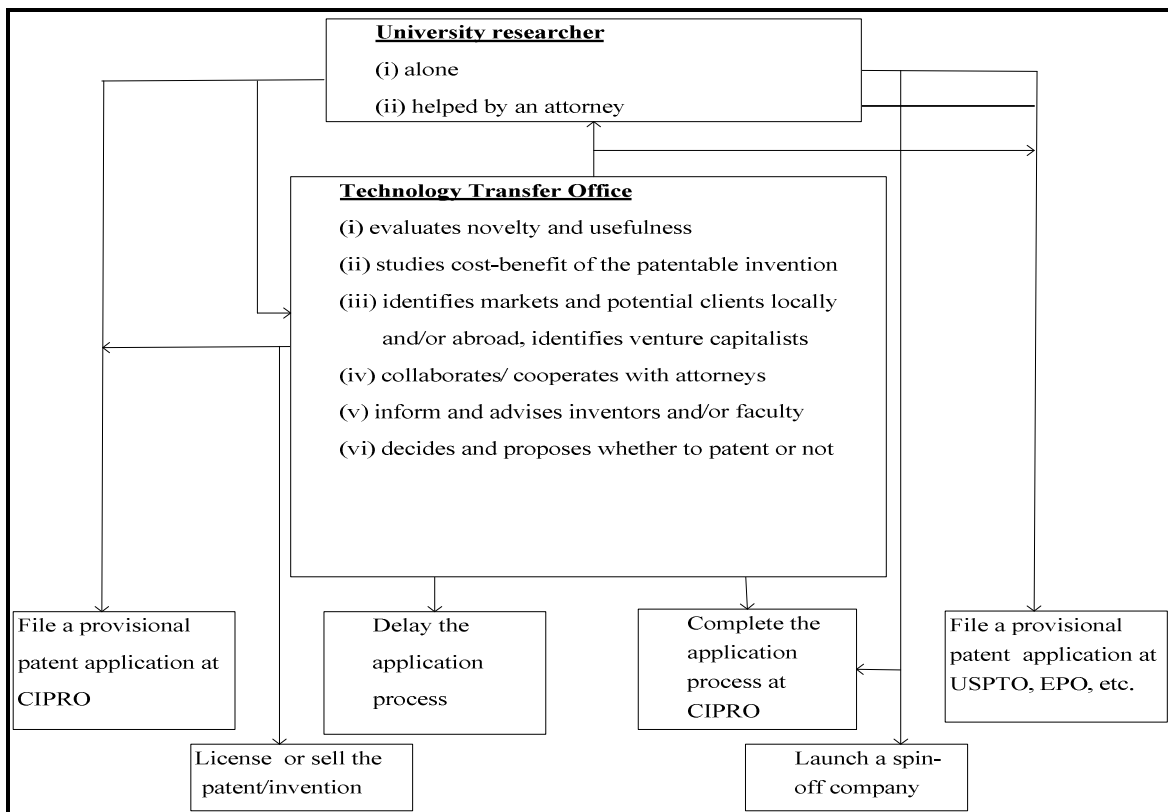 University researcher
(i) alone
(ii) helped by an attorney
Technology Transfer Office
(i) evaluates novelty and usefulness
(ii) studies cost-benefit of the patentable invention
(iii) identifies markets and potential clients locally
and/or abroad, identifies venture capitalists
(iv) collaborates/ cooperates with attorneys
(v) inform and advises inventors and/or faculty
(vi) decides and proposes whether to patent or not
File a provisional
patent application at
CIPRO
Delay the
application
process
Complete the
application
process at
CIPRO
File a provisional
patent application at
USPTO, EPO, etc.
License or sell the
patent/invention
Launch a spin-
off company